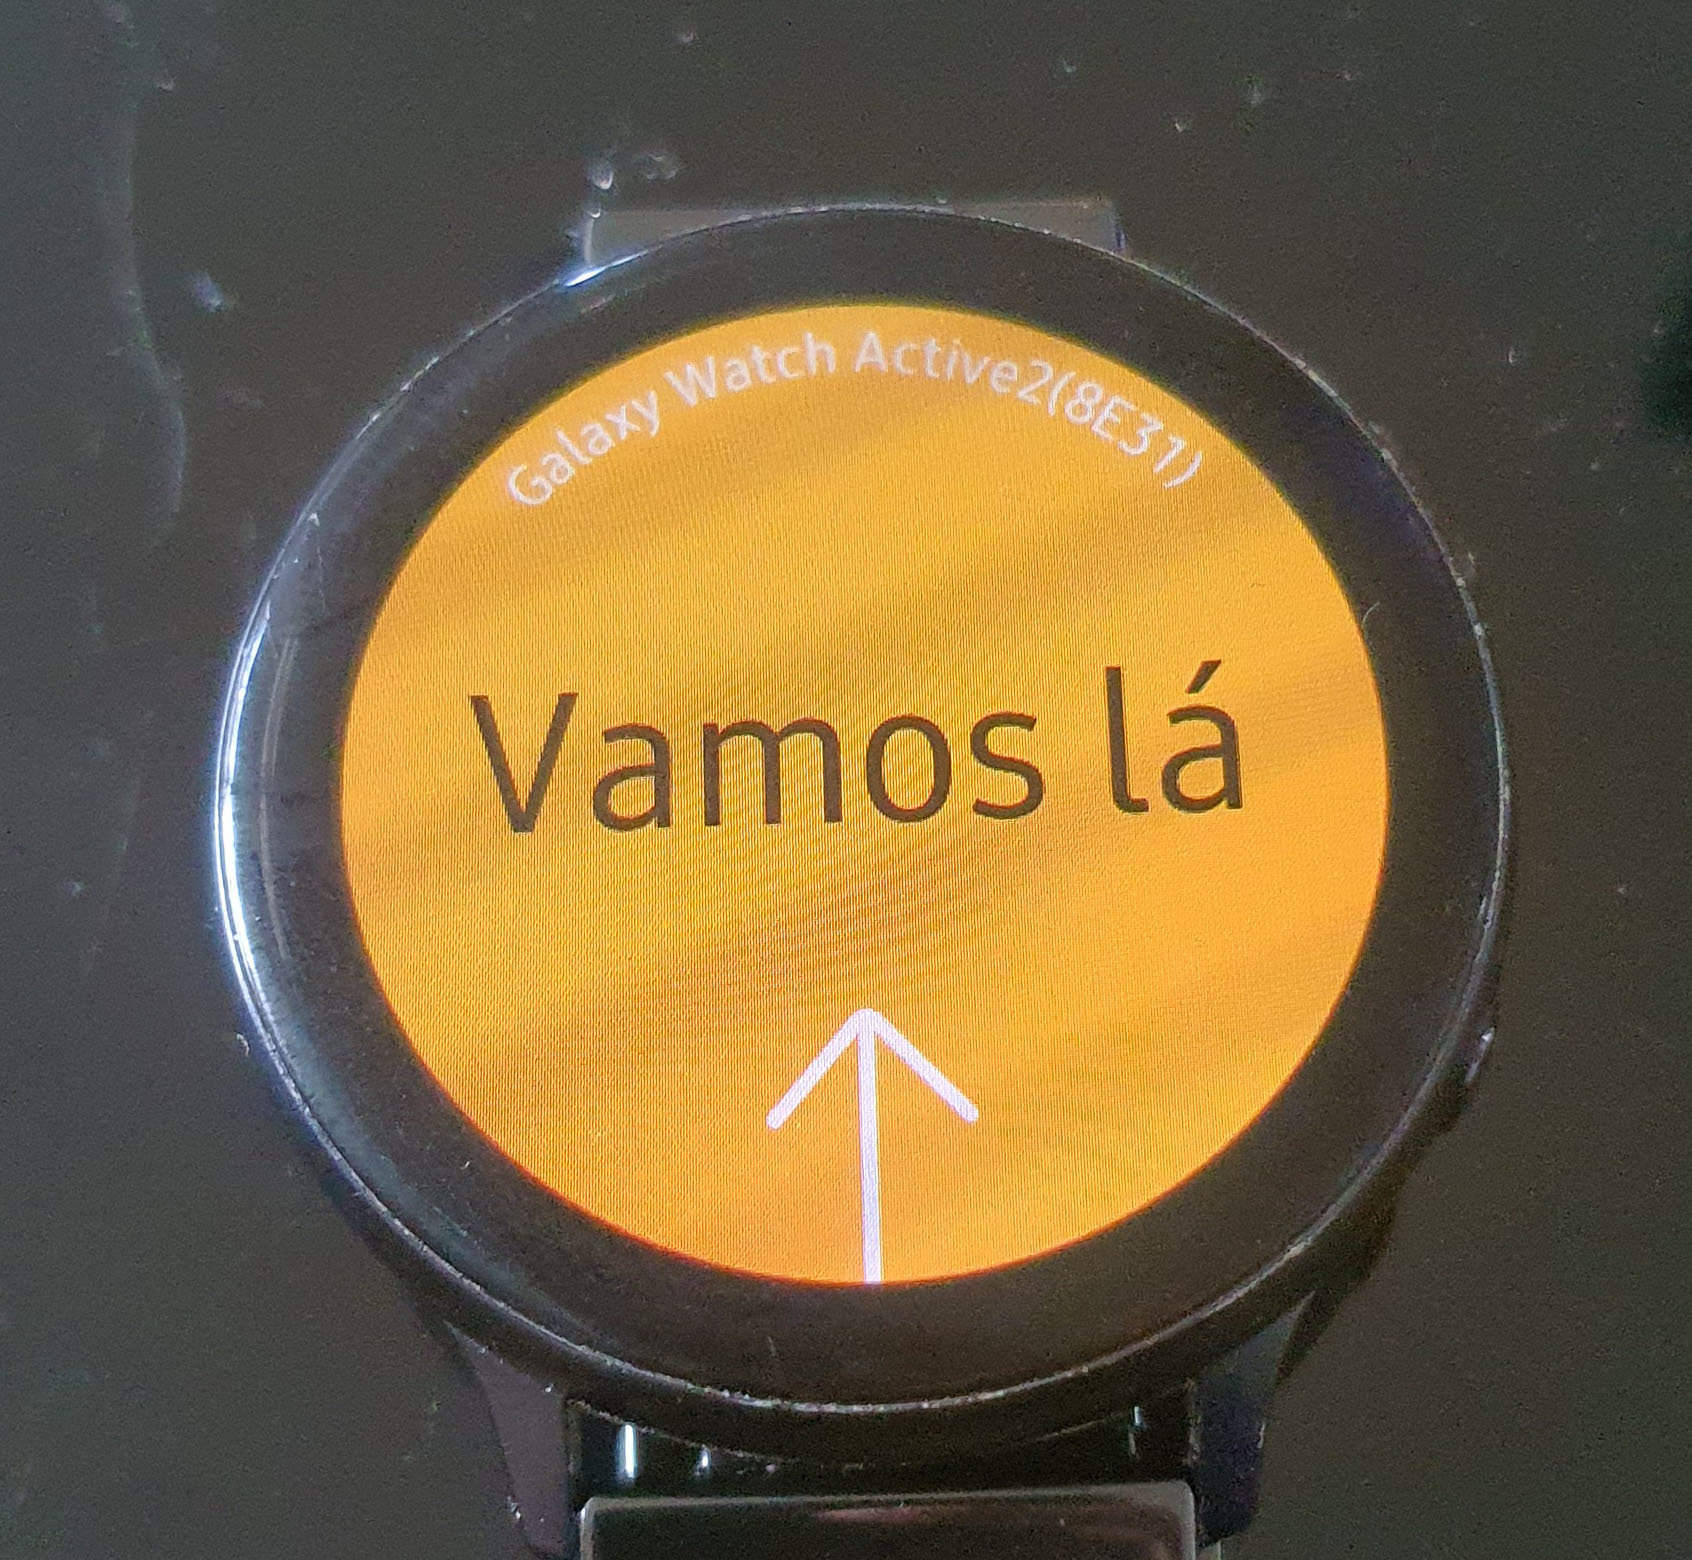 Galaxy Watch Active2(8E31)
Vamos lá